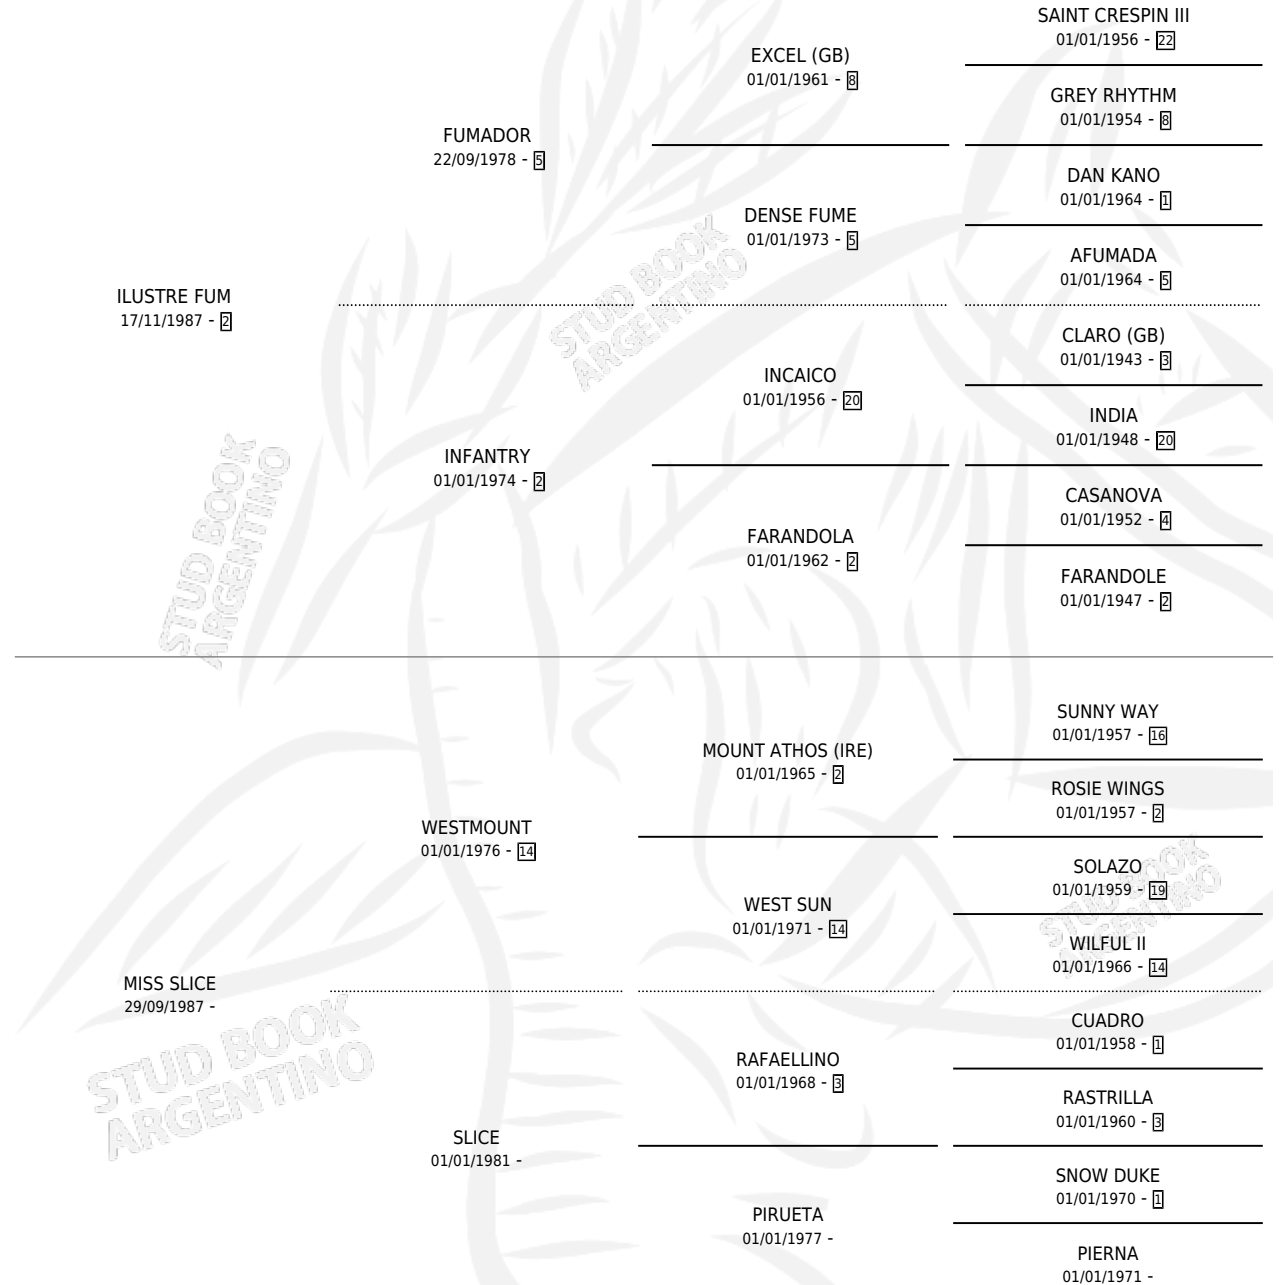 SAINT CRESPIN III
01/01/1956 - 22
EXCEL (GB)
01/01/1961 - 8
GREY RHYTHM
01/01/1954 - 8
FUMADOR
22/09/1978 - 5
DAN KANO
01/01/1964 - 1
DENSE FUME
01/01/1973 - 5
AFUMADA
01/01/1964 - 5
ILUSTRE FUM
17/11/1987 - 2
CLARO (GB)
01/01/1943 - 3
INCAICO
01/01/1956 - 20
INDIA
01/01/1948 - 20
INFANTRY
01/01/1974 - 2
CASANOVA
01/01/1952 - 4
FARANDOLA
01/01/1962 - 2
FARANDOLE
01/01/1947 - 2
SUNNY WAY
01/01/1957 - 16
MOUNT ATHOS (IRE)
01/01/1965 - 2
ROSIE WINGS
01/01/1957 - 2
WESTMOUNT
01/01/1976 - 14
SOLAZO
01/01/1959 - 19
WEST SUN
01/01/1971 - 14
WILFUL II
01/01/1966 - 14
MISS SLICE
29/09/1987 -
CUADRO
01/01/1958 - 1
RAFAELLINO
01/01/1968 - 3
RASTRILLA
01/01/1960 - 3
SLICE
01/01/1981 -
SNOW DUKE
01/01/1970 - 1
PIRUETA
01/01/1977 -
PIERNA
01/01/1971 -
STUD BOOK
ARGENTINO
STUD BOOK
ARGENTINO
STUD BOOK
ARGENTINO
STUD BOOK
ARGENTINO